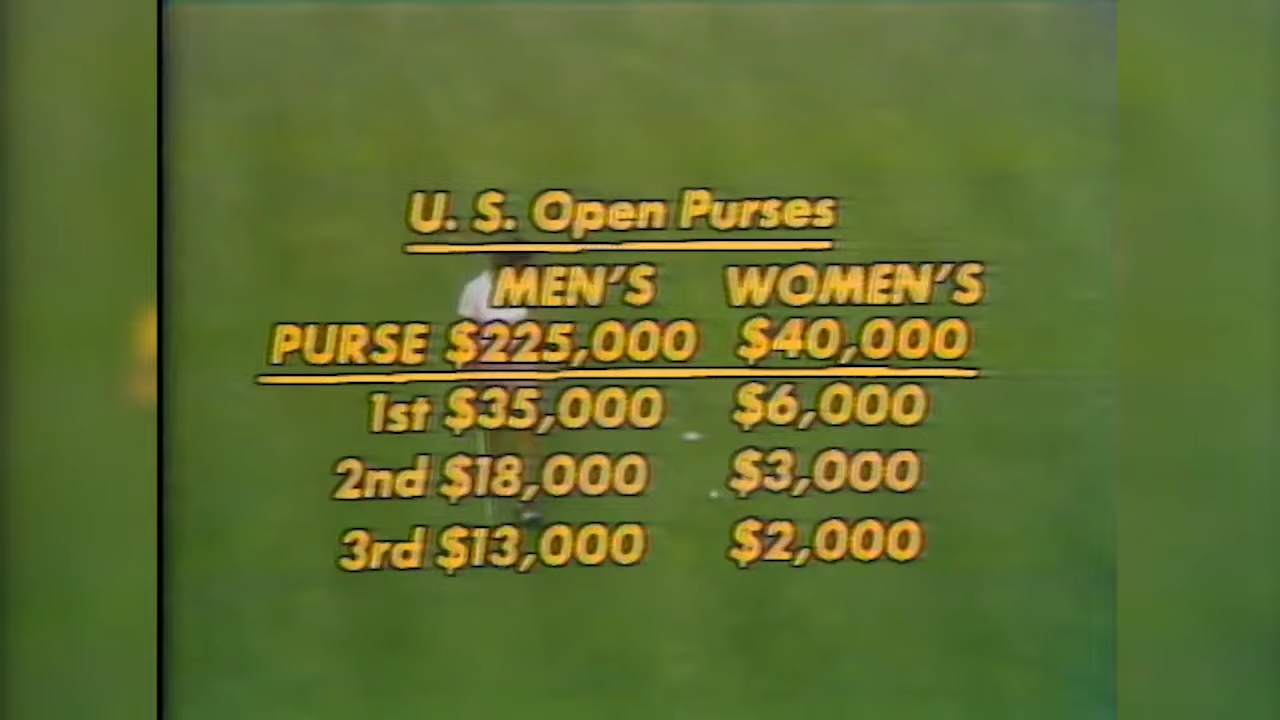 U. S. Open Purses
MEN'S WOMEN'S
PURSE $225,000 $40,000
1st $35,000 $6,000
2nd $18,000 $3,000
3rd $13,000 $2,000